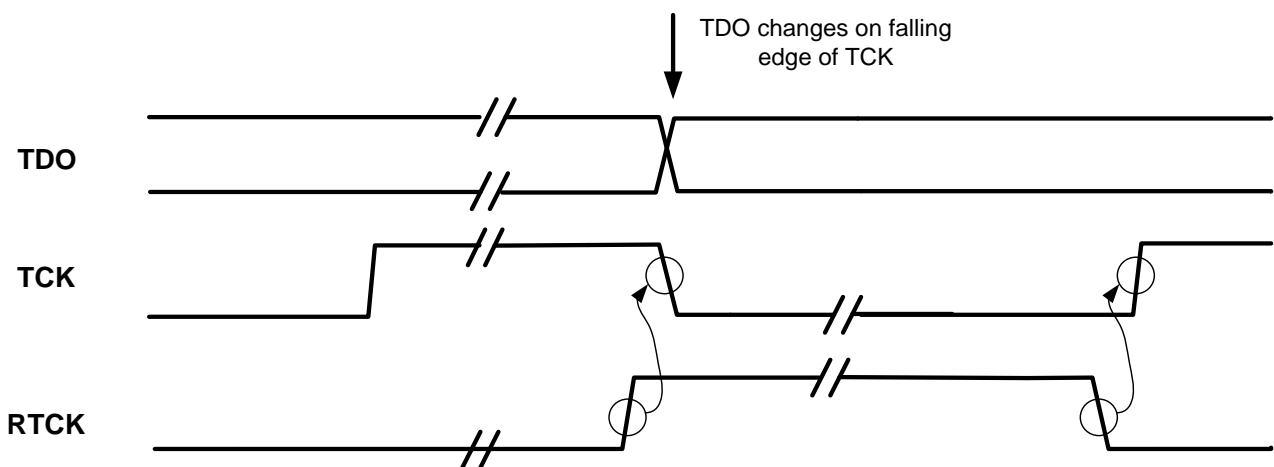 TDO changes on falling
edge of TCK
TDO
TCK
RTCK